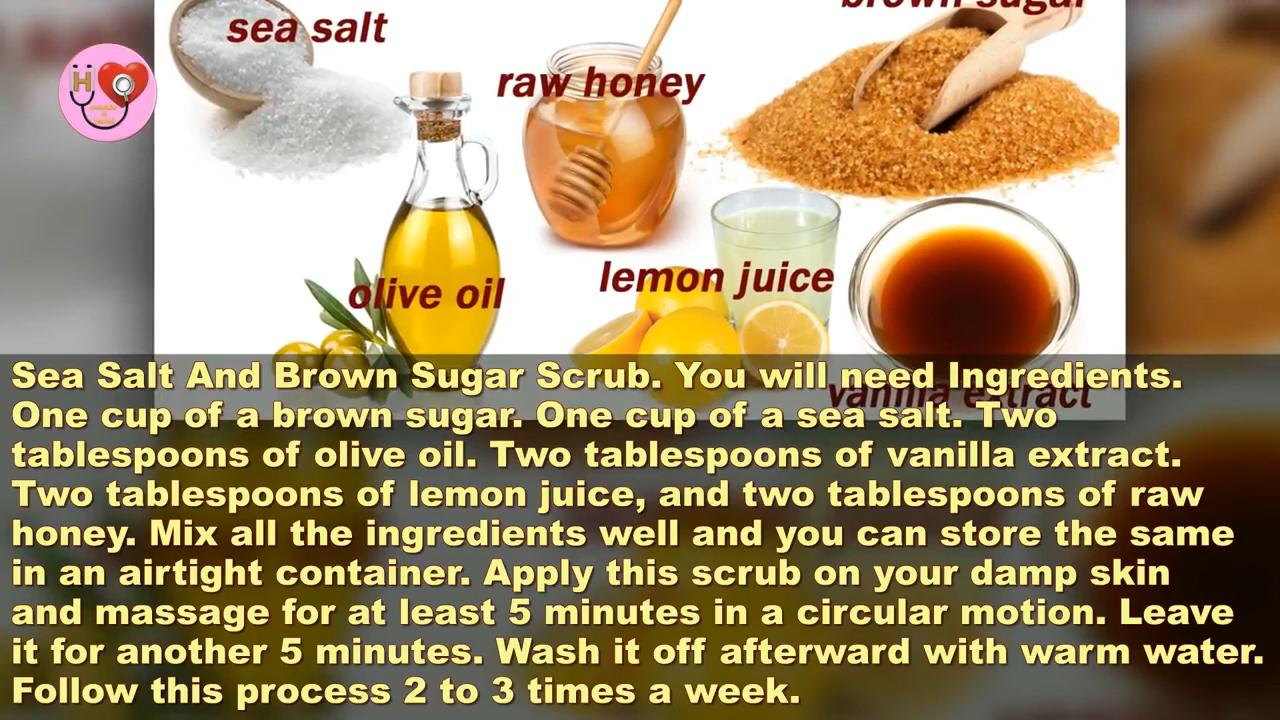 sea salt
brown sugar
raw honey
olive oil
lemon juice
vanilla extract
Sea Salt And Brown Sugar Scrub. You will need Ingredients.
One cup of a brown sugar. One cup of a sea salt. Two
tablespoons of olive oil. Two tablespoons of vanilla extract.
Two tablespoons of lemon juice, and two tablespoons of raw
honey. Mix all the ingredients well and you can store the same
in an airtight container. Apply this scrub on your damp skin
and massage for at least 5 minutes in a circular motion. Leave
it for another 5 minutes. Wash it off afterward with warm water.
Follow this process 2 to 3 times a week.